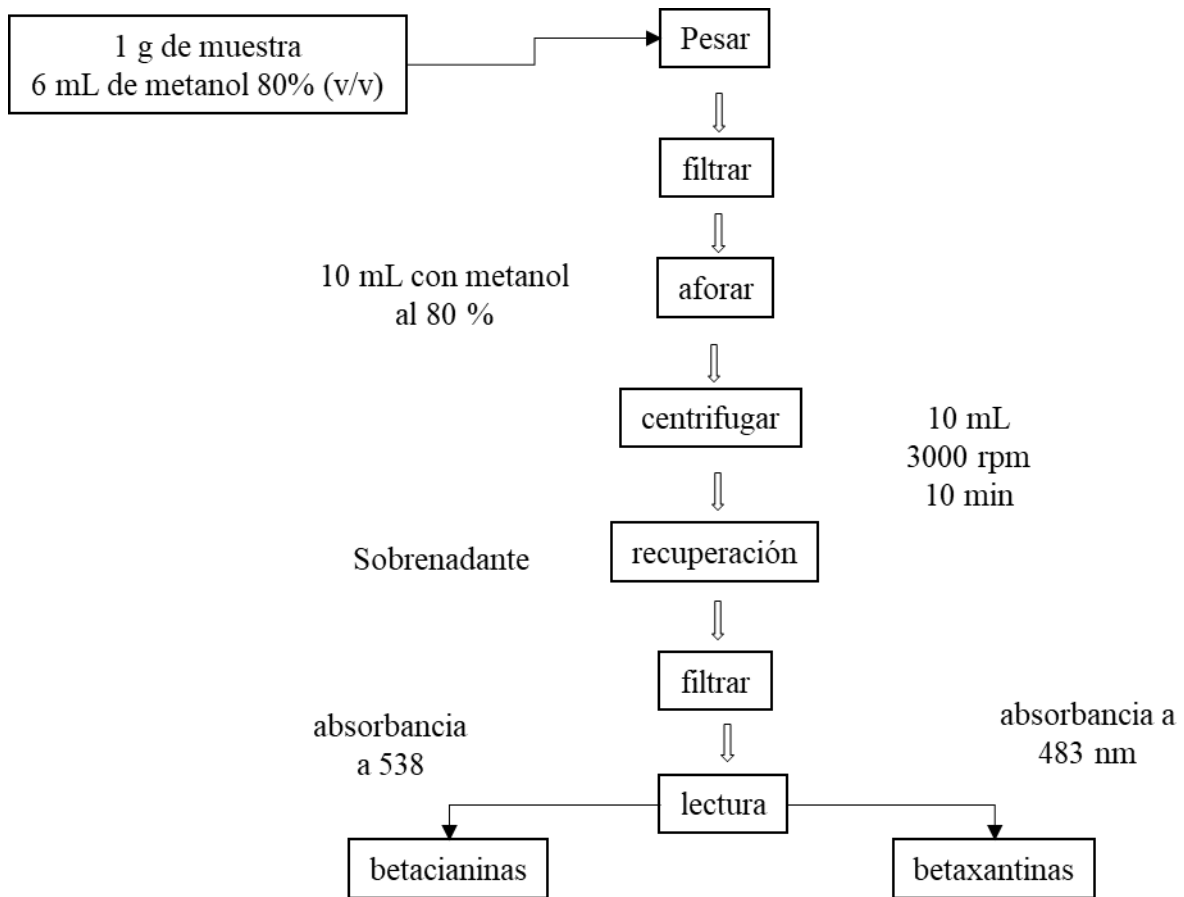 1 g de muestra
6 mL de metanol 80% (v/v)
Pesar
filtrar
10 mL con metanol
al 80 %
aforar
centrifugar
10 mL
3000 rpm
10 min
Sobrenadante
recuperación
filtrar
absorbancia
a 538
absorbancia a
483 nm
lectura
betacianinas
betaxantinas